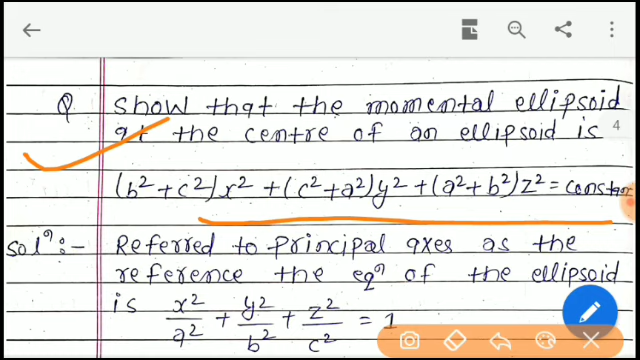 Q Show that the momental ellipsoid
at the centre of an ellipsoid is 4
(b²+c²)x²+(c²+a²)y²+(a²+b²)z²=constan
Solⁿ:- Referred to principal axes as the
reference the eqⁿ of the ellipsoid
is x²/a² + y²/b² + z²/c² = 1